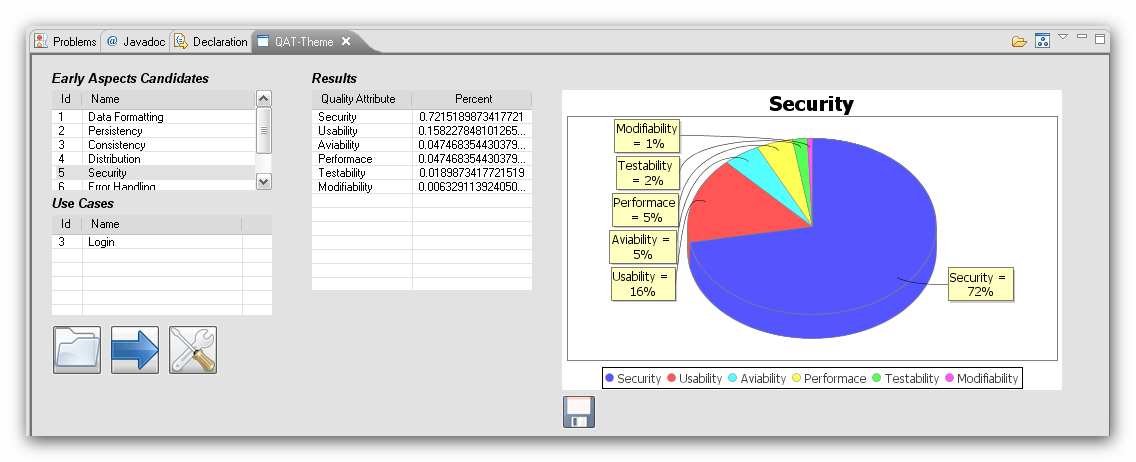 Problems @ Javadoc Declaration QAT-Theme
Early Aspects Candidates
Id Name
1 Data Formatting
2 Persistency
3 Consistency
4 Distribution
5 Security
6 Error Handling
Use Cases
Id Name
3 Login
Results
Quality Attribute Percent
Security 0.7215189873417721
Usability 0.158227848101265...
Aviability 0.047468354430379...
Performace 0.047468354430379...
Testability 0.0189873417721519
Modifiability 0.006329113924050...
Security
Modifiability
= 1%
Testability
= 2%
Performace
= 5%
Aviability =
5%
Usability =
16%
Security =
72%
Security Usability Aviability Performace Testability Modifiability